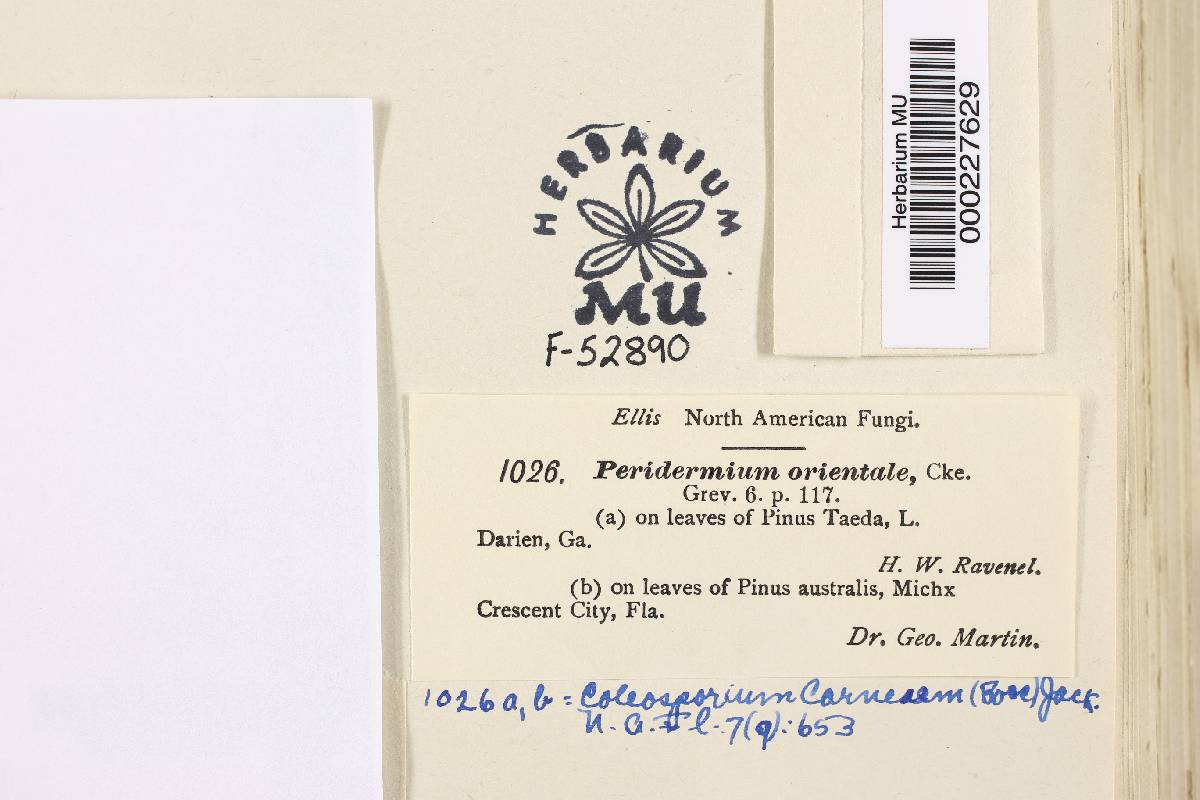 HERBARIUM
MU
F-52890
Herbarium MU
000227629
Ellis North American Fungi.
1026. Peridermium orientale, Cke.
Grev. 6. p. 117.
(a) on leaves of Pinus Taeda, L.
Darien, Ga.
H. W. Ravenel.
(b) on leaves of Pinus australis, Michx
Crescent City, Fla.
Dr. Geo. Martin.
1026 a, b = Coleosporium Carneum (Bosc) Jack.
N. A. Fl. 7(9):653